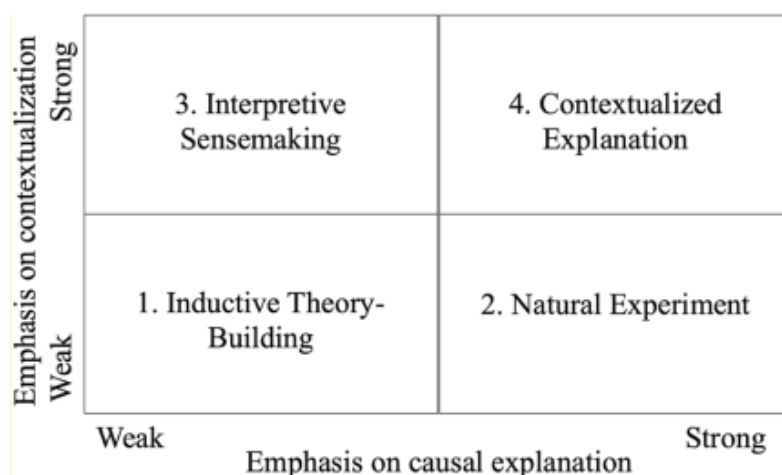 Emphasis on contextualization
Strong
Weak
3. Interpretive
Sensemaking
4. Contextualized
Explanation
1. Inductive Theory-
Building
2. Natural Experiment
Weak
Strong
Emphasis on causal explanation